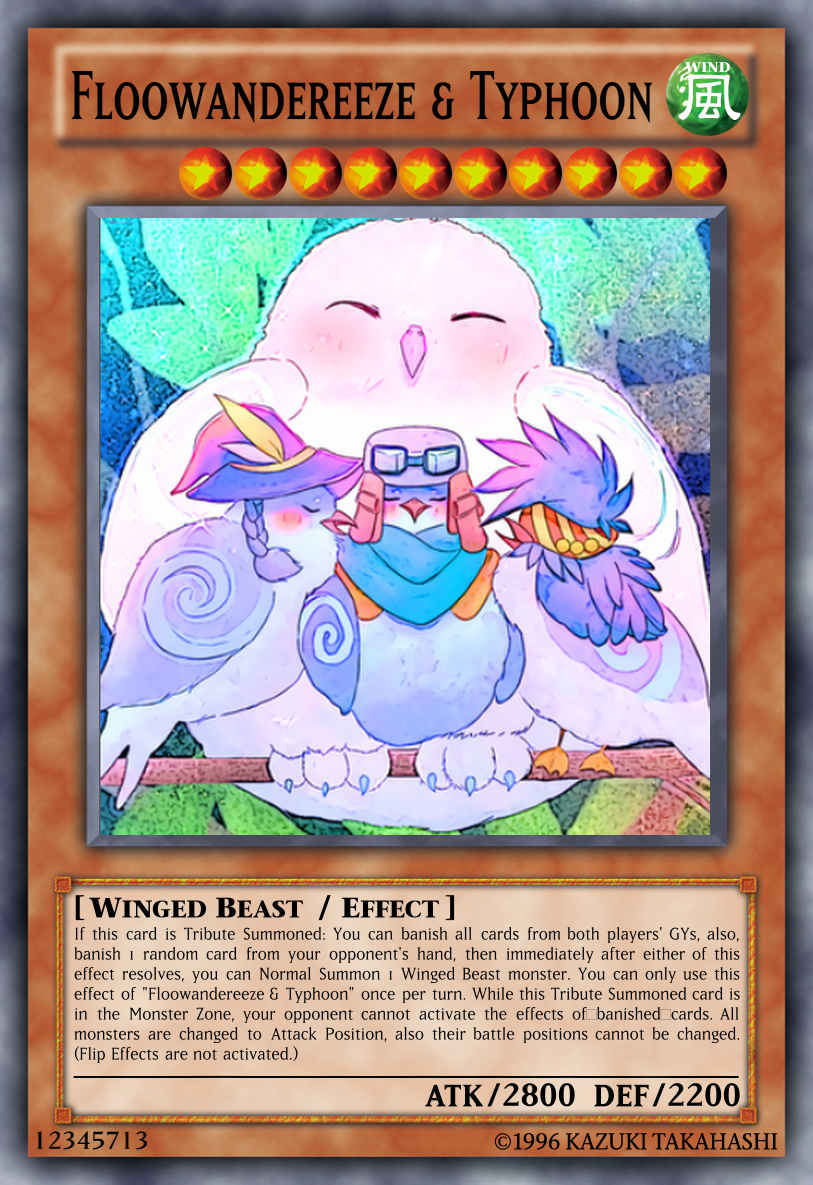 FLOOWANDEREEZE & TYPHOON
WIND
風
[ WINGED BEAST / EFFECT ]
If this card is Tribute Summoned: You can banish all cards from both players' GYs, also,
banish 1 random card from your opponent's hand, then immediately after either of this
effect resolves, you can Normal Summon 1 Winged Beast monster. You can only use this
effect of "Floowandereeze & Typhoon" once per turn. While this Tribute Summoned card is
in the Monster Zone, your opponent cannot activate the effects of□banished□cards. All
monsters are changed to Attack Position, also their battle positions cannot be changed.
(Flip Effects are not activated.)
ATK/2800 DEF/2200
12345713 ©1996 KAZUKI TAKAHASHI